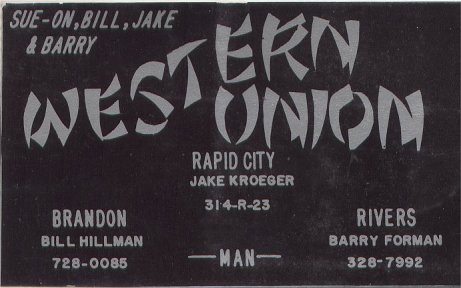 SUE-ON, BILL, JAKE
& BARRY
WESTERN
UNION
RAPID CITY
JAKE KROEGER
314-R-23
BRANDON
BILL HILLMAN
728-0085
—MAN—
RIVERS
BARRY FORMAN
328-7992